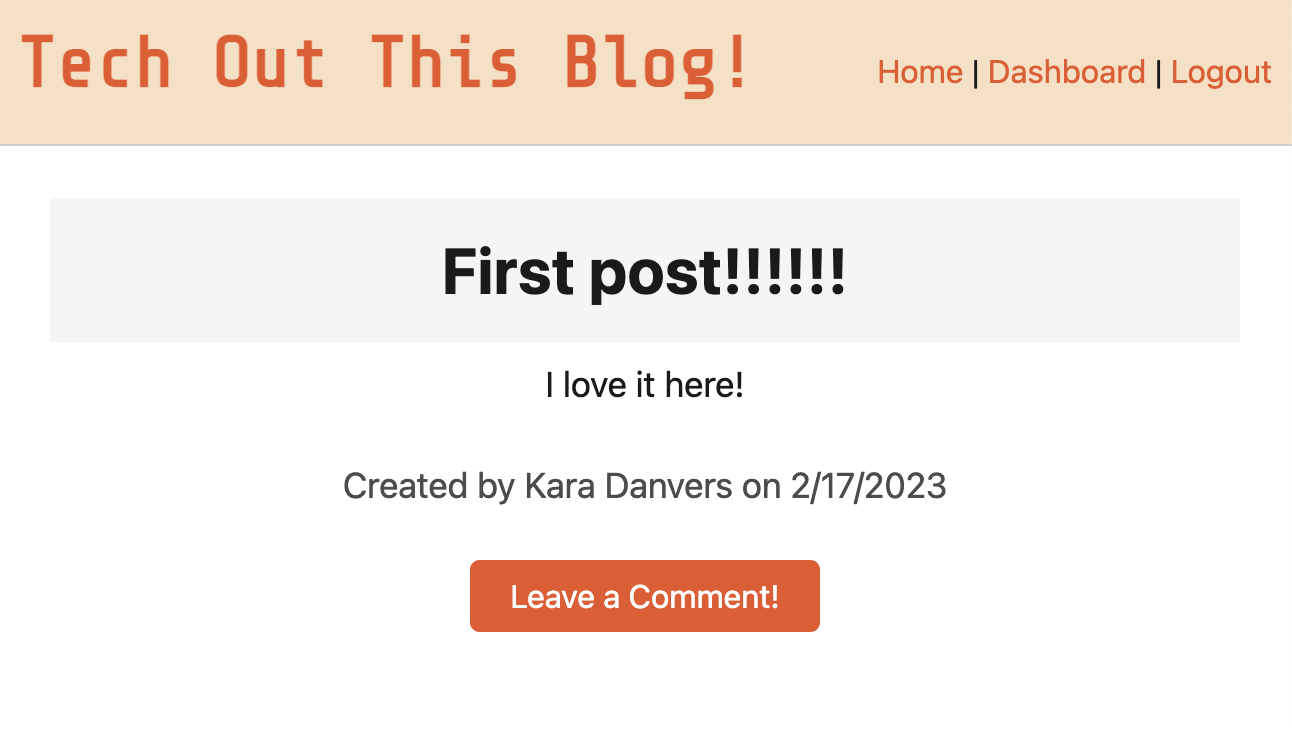 Tech Out This Blog!
Home | Dashboard | Logout
First post!!!!!!
I love it here!
Created by Kara Danvers on 2/17/2023
Leave a Comment!